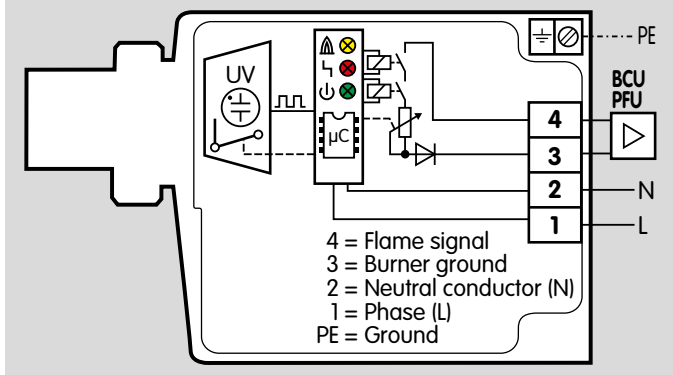 PE
BCU
PFU
UV
µC
4
3
2
N
1
L
4 = Flame signal
3 = Burner ground
2 = Neutral conductor (N)
1 = Phase (L)
PE = Ground